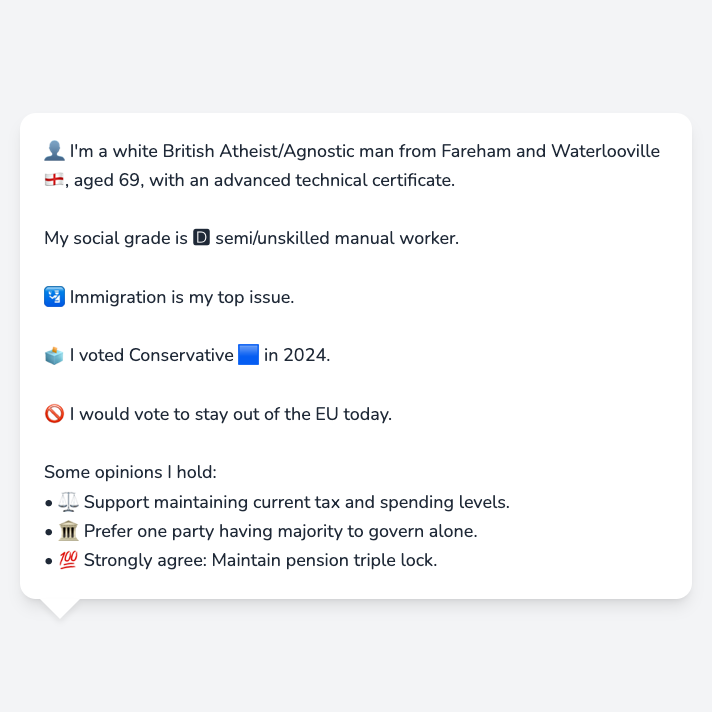 👤 I'm a white British Atheist/Agnostic man from Fareham and Waterlooville
🏴󠁧󠁢󠁥󠁮󠁧󠁿, aged 69, with an advanced technical certificate.
My social grade is 🅳 semi/unskilled manual worker.
🛂 Immigration is my top issue.
🗳️ I voted Conservative 🟦 in 2024.
🚫 I would vote to stay out of the EU today.
Some opinions I hold:
• ⚖️ Support maintaining current tax and spending levels.
• 🏛️ Prefer one party having majority to govern alone.
• 💯 Strongly agree: Maintain pension triple lock.